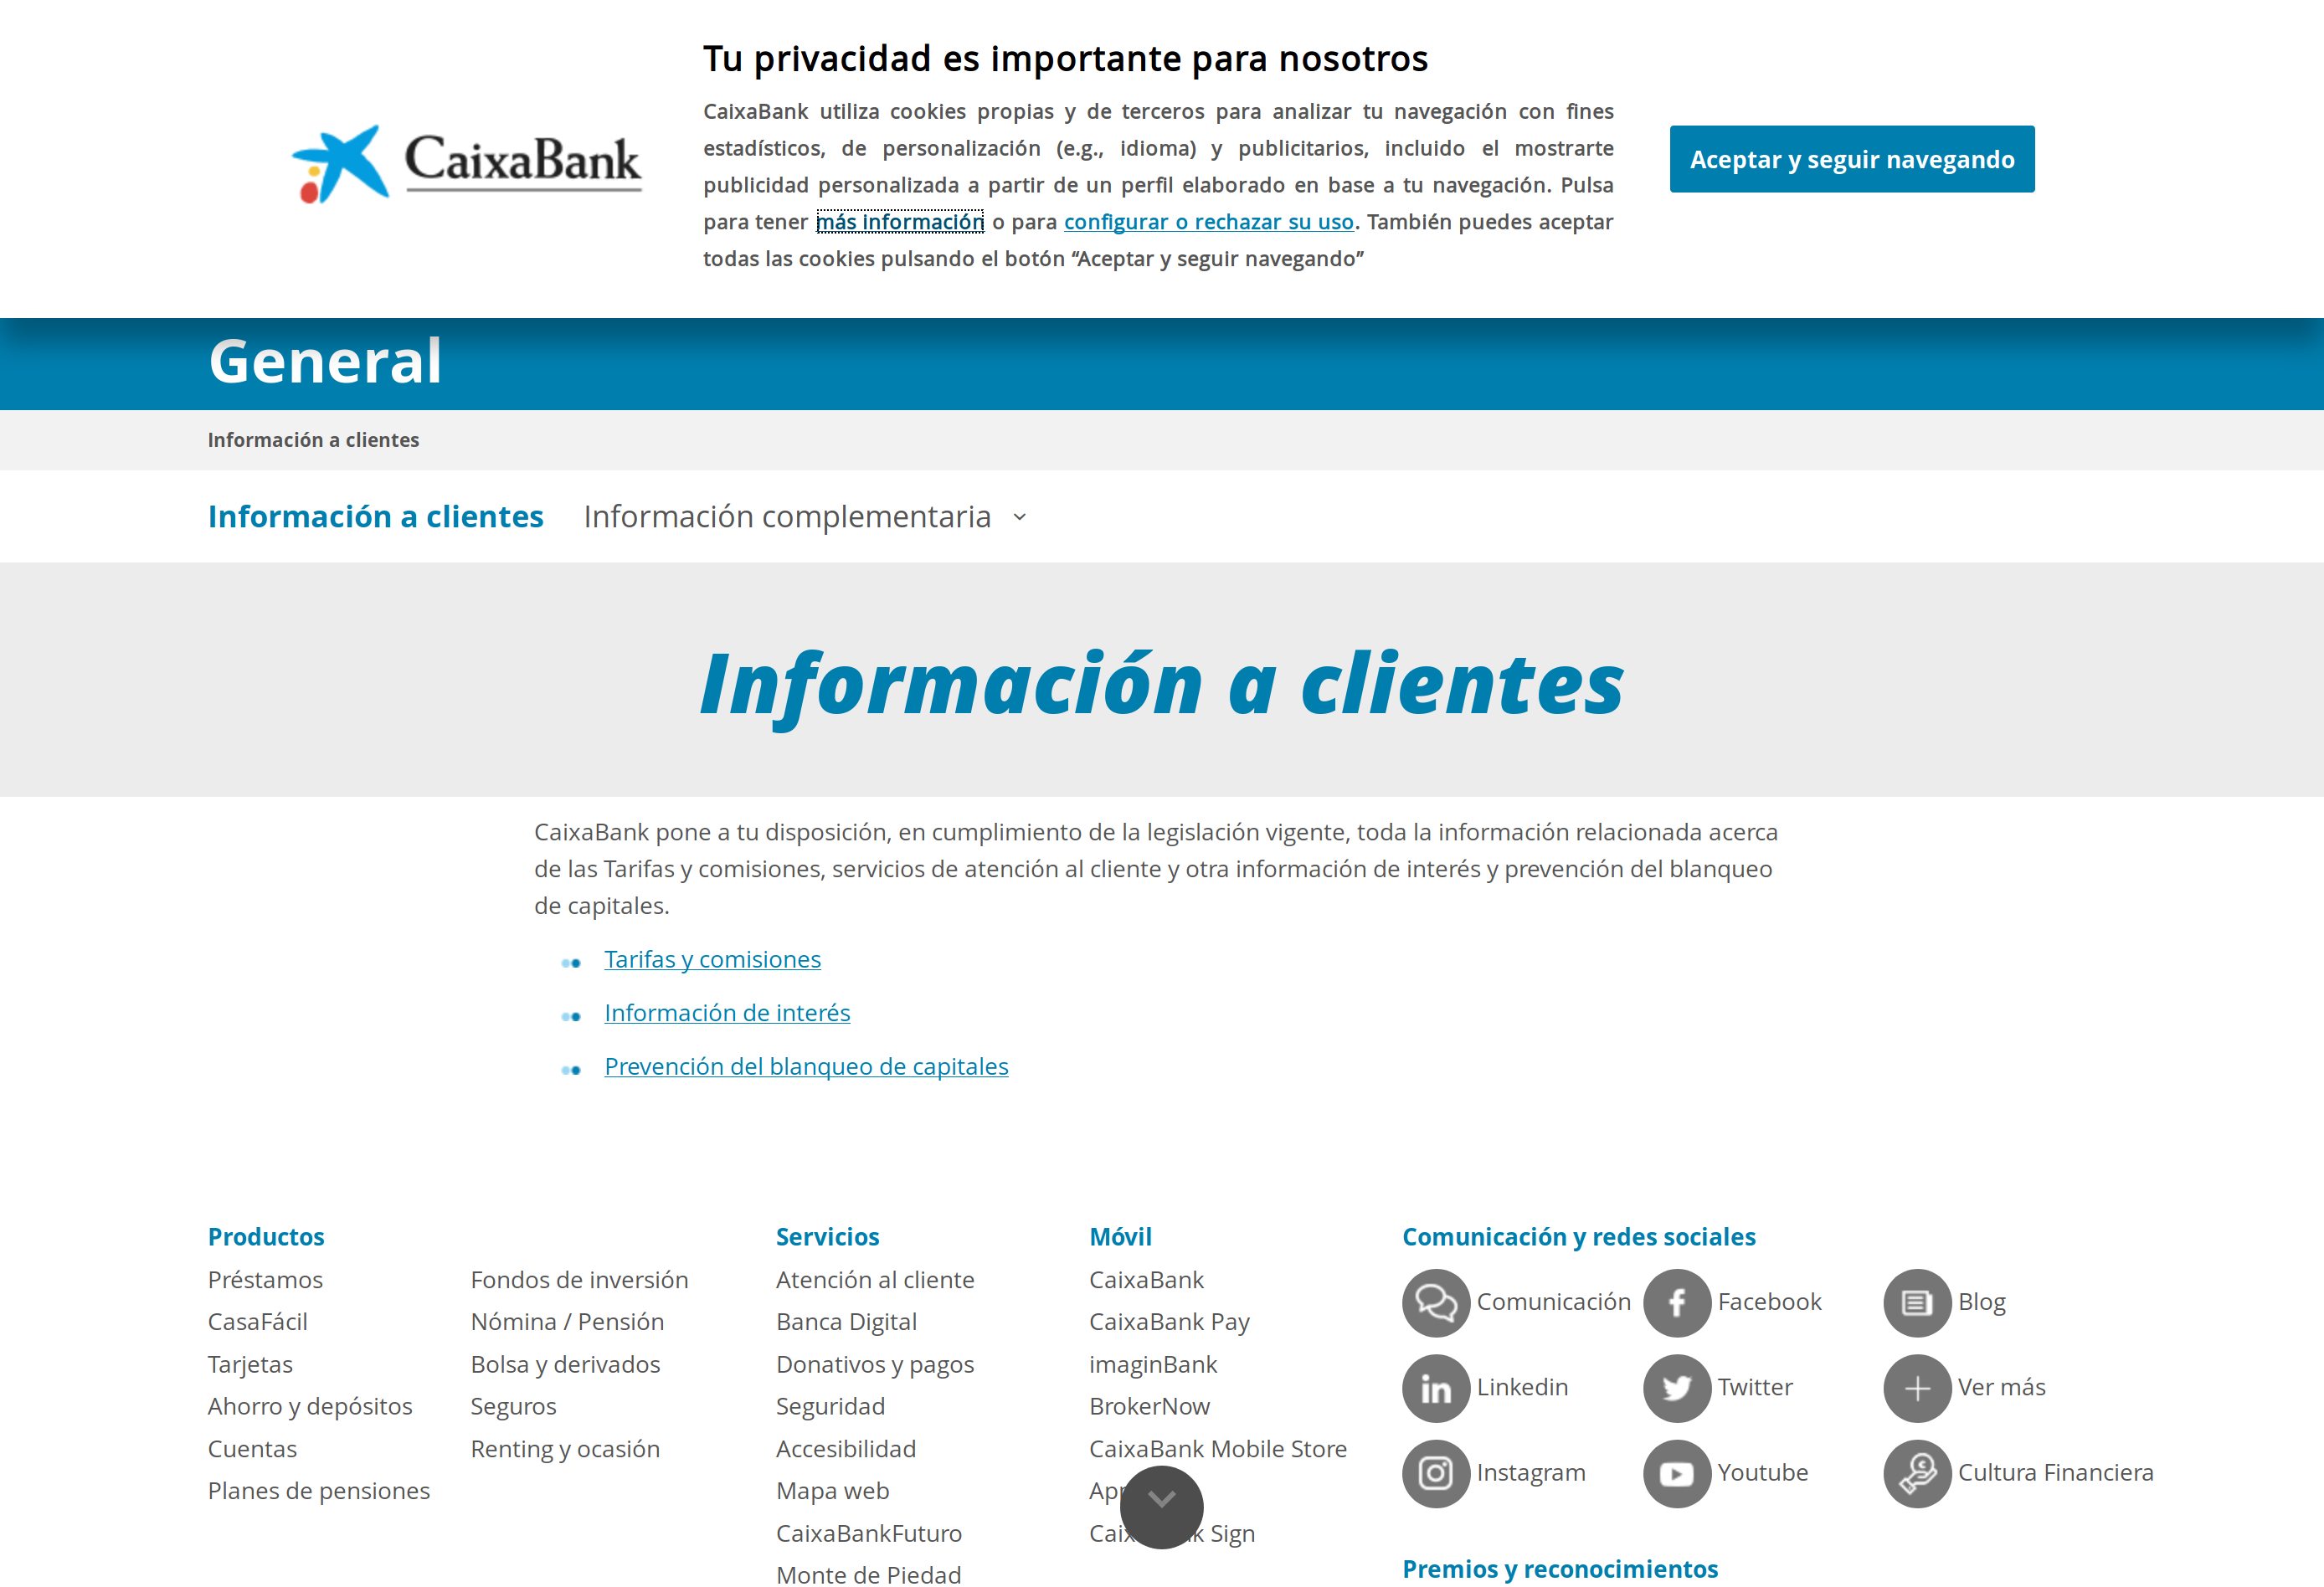 CaixaBank
Tu privacidad es importante para nosotros
CaixaBank utiliza cookies propias y de terceros para analizar tu navegación con fines
estadísticos, de personalización (e.g., idioma) y publicitarios, incluido el mostrarte
publicidad personalizada a partir de un perfil elaborado en base a tu navegación. Pulsa
para tener más información o para configurar o rechazar su uso. También puedes aceptar
todas las cookies pulsando el botón “Aceptar y seguir navegando”
Aceptar y seguir navegando
General
Información a clientes
Información a clientes
Información complementaria
Información a clientes
CaixaBank pone a tu disposición, en cumplimiento de la legislación vigente, toda la información relacionada acerca
de las Tarifas y comisiones, servicios de atención al cliente y otra información de interés y prevención del blanqueo
de capitales.
Tarifas y comisiones
Información de interés
Prevención del blanqueo de capitales
Productos
Préstamos
CasaFácil
Tarjetas
Ahorro y depósitos
Cuentas
Planes de pensiones
Fondos de inversión
Nómina / Pensión
Bolsa y derivados
Seguros
Renting y ocasión
Servicios
Atención al cliente
Banca Digital
Donativos y pagos
Seguridad
Accesibilidad
Mapa web
CaixaBankFuturo
Monte de Piedad
Móvil
CaixaBank
CaixaBank Pay
imaginBank
BrokerNow
CaixaBank Mobile Store
Sign
Comunicación y redes sociales
Comunicación
Facebook
Blog
Linkedin
Twitter
Ver más
Instagram
Youtube
Cultura Financiera
Premios y reconocimientos